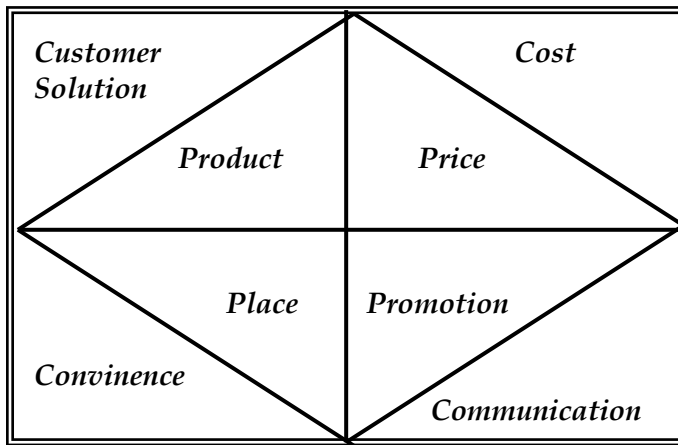 Customer
Solution
Cost
Product
Price
Place
Promotion
Convinence
Communication